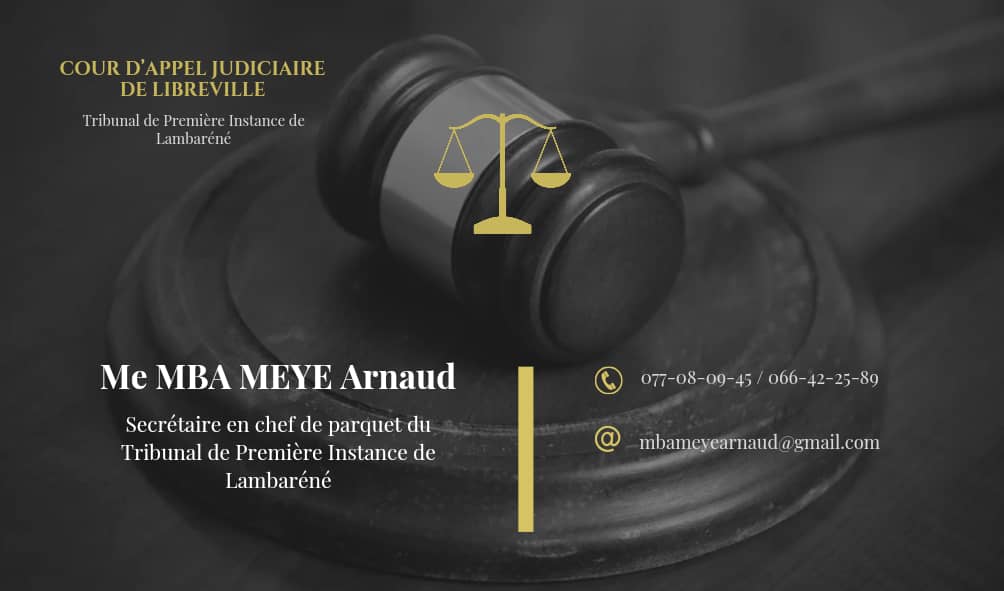 COUR D’APPEL JUDICIAIRE
DE LIBREVILLE
Tribunal de Première Instance de
Lambaréné
Me MBA MEYE Arnaud
Secrétaire en chef de parquet du
Tribunal de Première Instance de
Lambaréné
077-08-09-45 / 066-42-25-89
mbameyearnaud@gmail.com